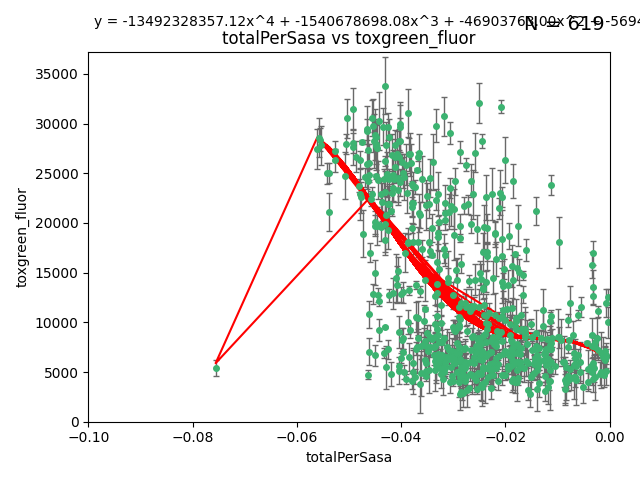 y = -13492328357.12x^4 + -1540678698.08x^3 + + -5694
N = 619
totalPerSasa vs toxgreen_fluor
35000
30000
25000
20000
15000
10000
5000
0
toxgreen_fluor
−0.10
−0.08
−0.06
−0.04
−0.02
0.00
totalPerSasa